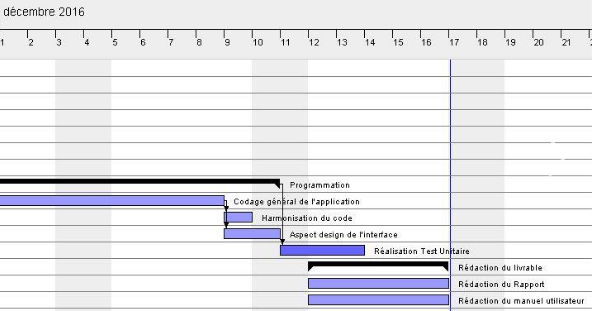 décembre 2016
1 2 3 4 5 6 7 8 9 10 11 12 13 14 15 16 17 18 19 20 21
Programmation
Codage général de l'application
Harmonisation du code
Aspect design de l'interface
Réalisation Test Unitaire
Rédaction du livrable
Rédaction du Rapport
Rédaction du manuel utilisateur